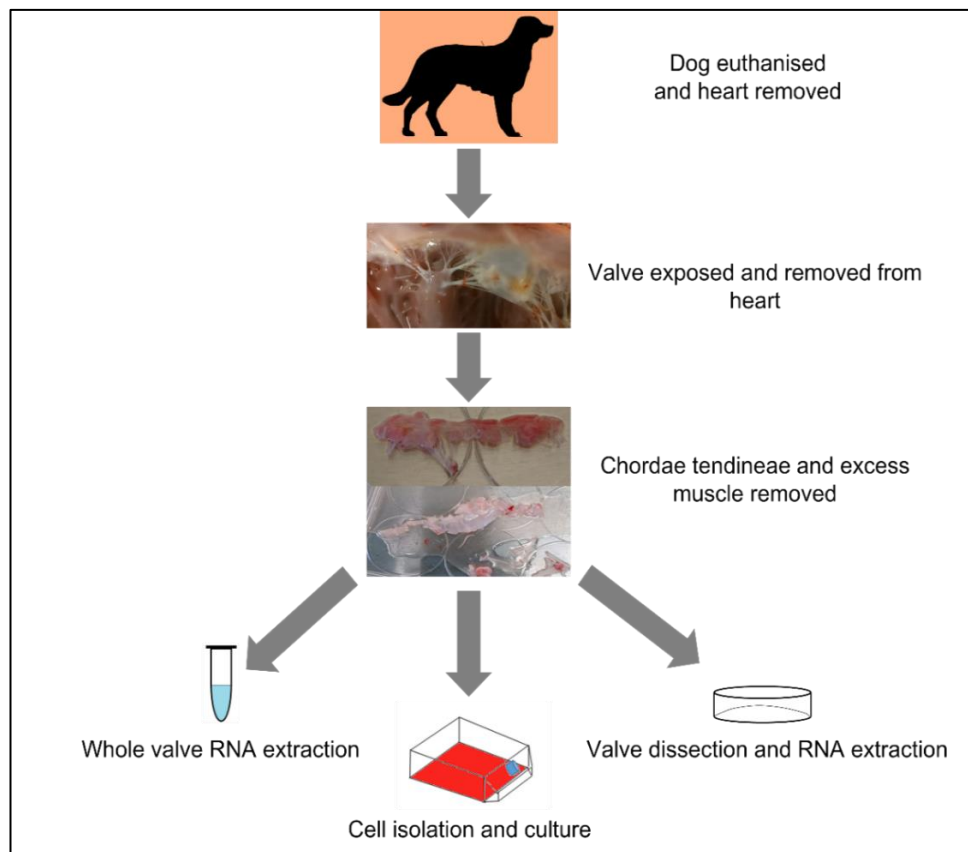 Dog euthanised
and heart removed
Valve exposed and removed from
heart
Chordae tendineae and excess
muscle removed
Whole valve RNA extraction
Valve dissection and RNA extraction
Cell isolation and culture